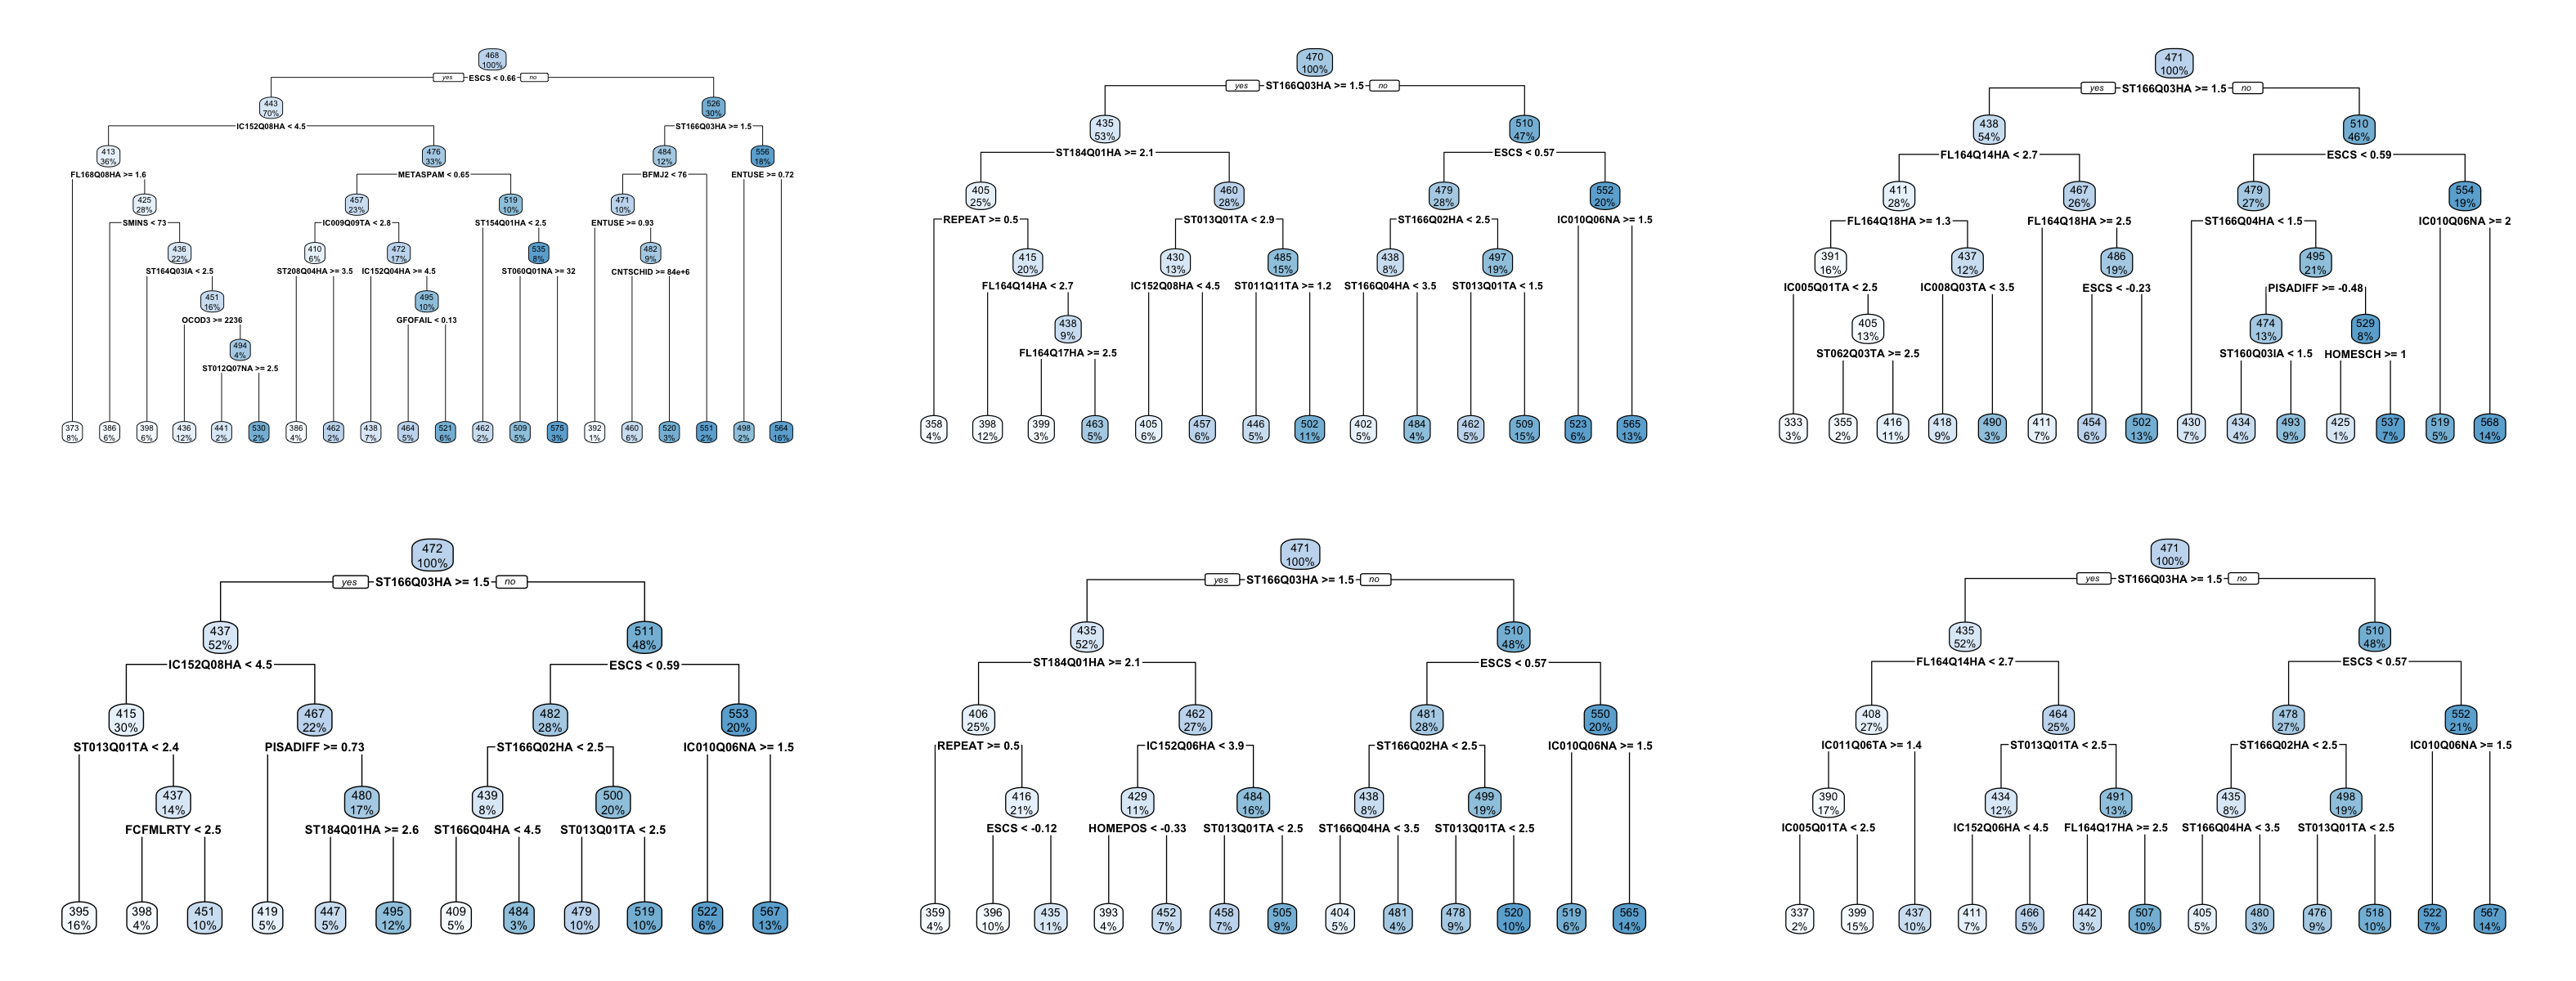 468
100%
yes ESCS < 0.66 no
443 526
70% 30%
IC152Q08HA < 4.5 ST166Q03HA >= 1.5
413 476 484 556
36% 33% 12% 18%
FL168Q08HA >= 1.6 METASPAM < 0.65 BFMJ2 < 76 ENTUSE >= 0.72
425 457 519 471
28% 23% 10% 10%
SMINS < 73 IC009Q09TA < 2.8 ST154Q01HA < 2.5 ENTUSE >= 0.93
436 410 472 535 482
22% 6% 17% 8% 9%
ST164Q03IA < 2.5 ST208Q04HA >= 3.5 IC152Q04HA >= 4.5 ST060Q01NA >= 32 CNTSCHID >= 84e+6
451 495
16% 10%
OCOD3 >= 2236 GFOFAIL < 0.13
494
4%
ST012Q07NA >= 2.5
373 386 398 436 441 530 386 462 438 464 521 462 509 575 392 460 520 551 498 564
8% 6% 6% 12% 2% 2% 4% 2% 7% 5% 6% 2% 5% 3% 1% 6% 3% 2% 2% 16%
470
100%
yes ST166Q03HA >= 1.5 no
435 510
53% 47%
ST184Q01HA >= 2.1 ESCS < 0.57
405 460 479 552
25% 28% 28% 20%
REPEAT >= 0.5 ST013Q01TA < 2.9 ST166Q02HA < 2.5 IC010Q06NA >= 1.5
415 430 485 438 497
20% 13% 15% 8% 19%
FL164Q14HA < 2.7 IC152Q08HA < 4.5 ST011Q11TA >= 1.2 ST166Q04HA < 3.5 ST013Q01TA < 1.5
438
9%
FL164Q17HA >= 2.5
358 398 399 463 405 457 446 502 402 484 462 509 523 565
4% 12% 3% 5% 6% 6% 5% 11% 5% 4% 5% 15% 6% 13%
471
100%
yes ST166Q03HA >= 1.5 no
438 510
54% 46%
FL164Q14HA < 2.7 ESCS < 0.59
411 467 479 554
28% 26% 27% 19%
FL164Q18HA >= 1.3 FL164Q18HA >= 2.5 ST166Q04HA < 1.5 IC010Q06NA >= 2
391 437 486 495
16% 12% 19% 21%
IC005Q01TA < 2.5 IC008Q03TA < 3.5 ESCS < -0.23 PISADIFF >= -0.48
405 474 529
13% 13% 8%
ST062Q03TA >= 2.5 ST160Q03IA < 1.5 HOMESCH >= 1
333 355 416 418 490 411 454 502 430 434 493 425 537 519 568
3% 2% 11% 9% 3% 7% 6% 13% 7% 4% 9% 1% 7% 5% 14%
472
100%
yes ST166Q03HA >= 1.5 no
437 511
52% 48%
IC152Q08HA < 4.5 ESCS < 0.59
415 467 482 553
30% 22% 28% 20%
ST013Q01TA < 2.4 PISADIFF >= 0.73 ST166Q02HA < 2.5 IC010Q06NA >= 1.5
437 480 439 500
14% 17% 8% 20%
FCFMLRTY < 2.5 ST184Q01HA >= 2.6 ST166Q04HA < 4.5 ST013Q01TA < 2.5
395 398 451 419 447 495 409 484 479 519 522 567
16% 4% 10% 5% 5% 12% 5% 3% 10% 10% 6% 13%
471
100%
yes ST166Q03HA >= 1.5 no
435 510
52% 48%
ST184Q01HA >= 2.1 ESCS < 0.57
406 462 481 550
25% 27% 28% 20%
REPEAT >= 0.5 IC152Q06HA < 3.9 ST166Q02HA < 2.5 IC010Q06NA >= 1.5
416 429 484 438 499
21% 11% 16% 8% 19%
ESCS < -0.12 HOMEPOS < -0.33 ST013Q01TA < 2.5 ST166Q04HA < 3.5 ST013Q01TA < 2.5
359 396 435 393 452 458 505 404 481 478 520 519 565
4% 10% 11% 4% 7% 7% 9% 5% 4% 9% 10% 6% 14%
471
100%
yes ST166Q03HA >= 1.5 no
435 510
52% 48%
FL164Q14HA < 2.7 ESCS < 0.57
408 464 478 552
27% 25% 27% 21%
IC011Q06TA >= 1.4 ST013Q01TA < 2.5 ST166Q02HA < 2.5 IC010Q06NA >= 1.5
390 434 491 435 498
17% 12% 13% 8% 19%
IC005Q01TA < 2.5 IC152Q06HA < 4.5 FL164Q17HA >= 2.5 ST166Q04HA < 3.5 ST013Q01TA < 2.5
337 399 437 411 466 442 507 405 480 476 518 522 567
2% 15% 10% 7% 5% 3% 10% 5% 3% 9% 10% 7% 14%